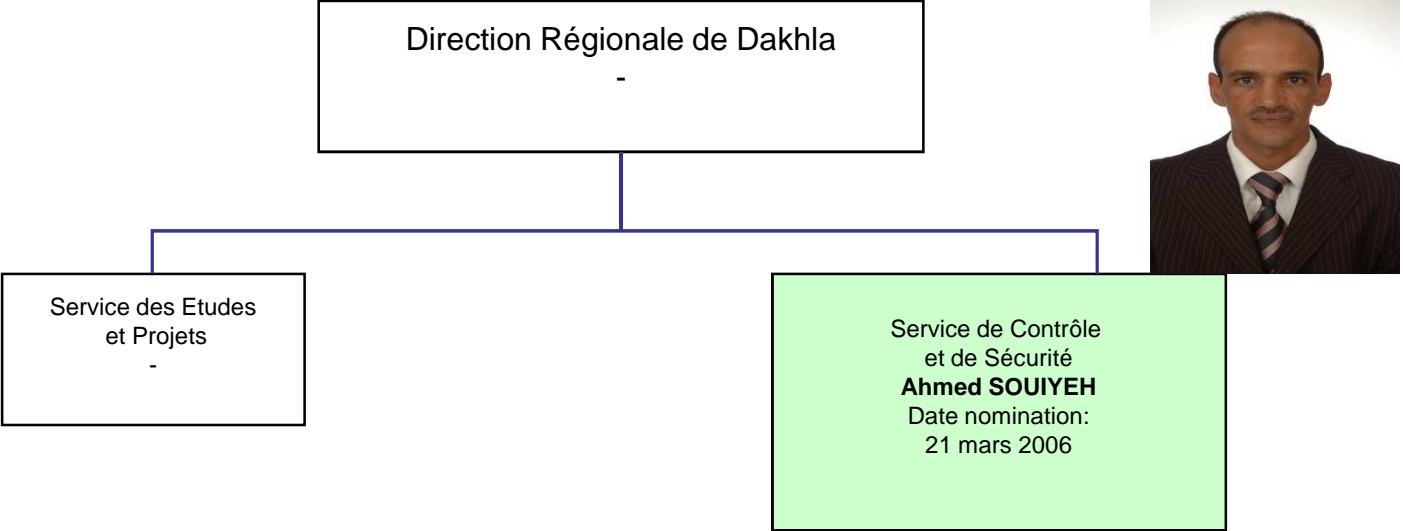 Direction Régionale de Dakhla
-
Service des Etudes
et Projets
-
Service de Contrôle
et de Sécurité
Ahmed SOUIYEH
Date nomination:
21 mars 2006